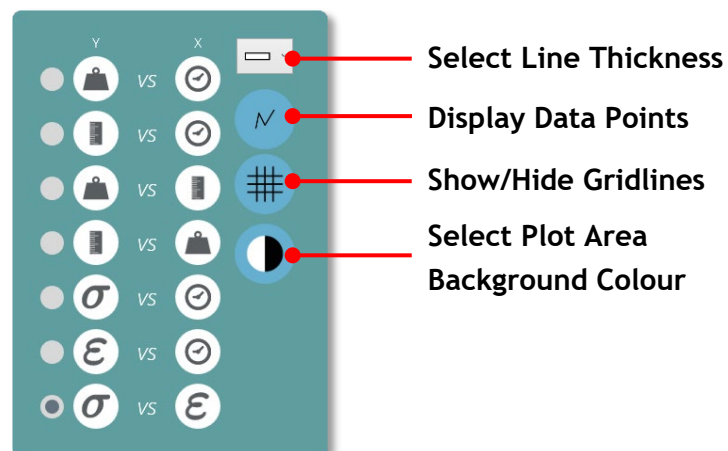 Y X
VS
VS
VS
VS
σ VS
ε VS
σ VS ε
Select Line Thickness
Display Data Points
Show/Hide Gridlines
Select Plot Area
Background Colour